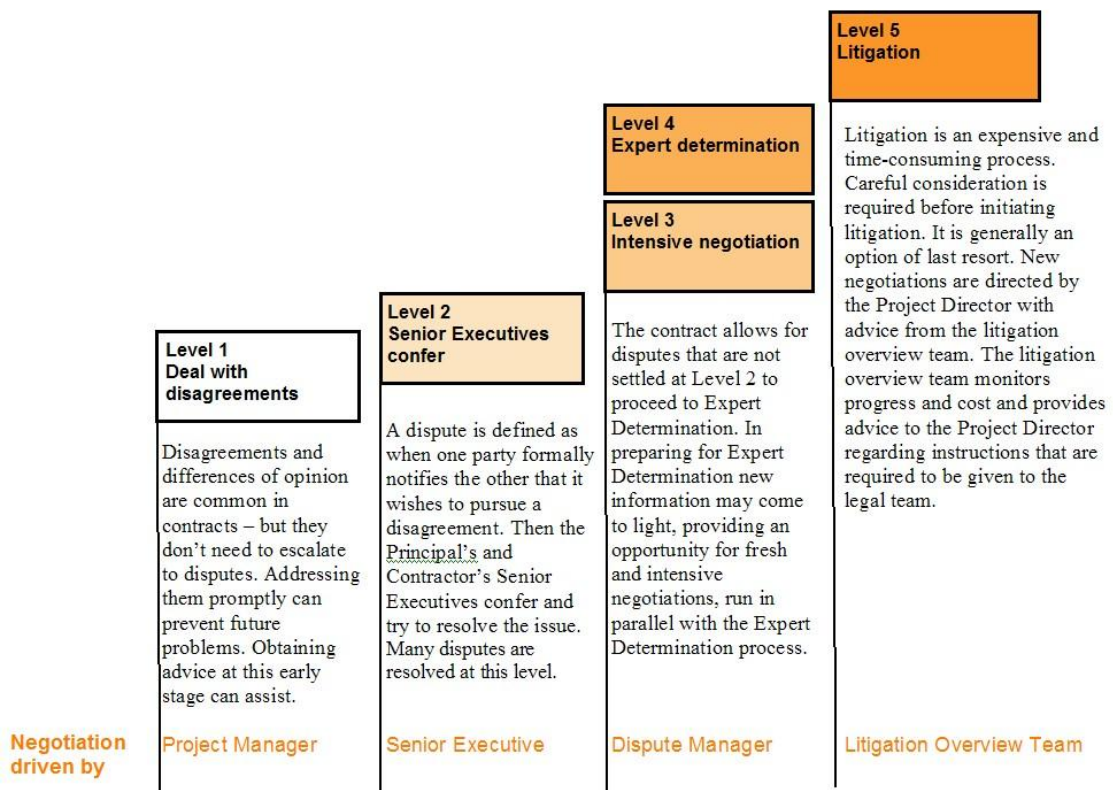 Level 1
Deal with
disagreements
Disagreements and
differences of opinion
are common in
contracts – but they
don’t need to escalate
to disputes. Addressing
them promptly can
prevent future
problems. Obtaining
advice at this early
stage can assist.
Level 2
Senior Executives
confer
A dispute is defined as
when one party formally
notifies the other that it
wishes to pursue a
disagreement. Then the
Principal’s and
Contractor’s Senior
Executives confer and
try to resolve the issue.
Many disputes are
resolved at this level.
Level 4
Expert determination
Level 3
Intensive negotiation
The contract allows for
disputes that are not
settled at Level 2 to
proceed to Expert
Determination. In
preparing for Expert
Determination new
information may come
to light, providing an
opportunity for fresh
and intensive
negotiations, run in
parallel with the Expert
Determination process.
Level 5
Litigation
Litigation is an expensive and
time-consuming process.
Careful consideration is
required before initiating
litigation. It is generally an
option of last resort. New
negotiations are directed by
the Project Director with
advice from the litigation
overview team. The litigation
overview team monitors
progress and cost and provides
advice to the Project Director
regarding instructions that are
required to be given to the
legal team.
Negotiation
driven by
Project Manager
Senior Executive
Dispute Manager
Litigation Overview Team